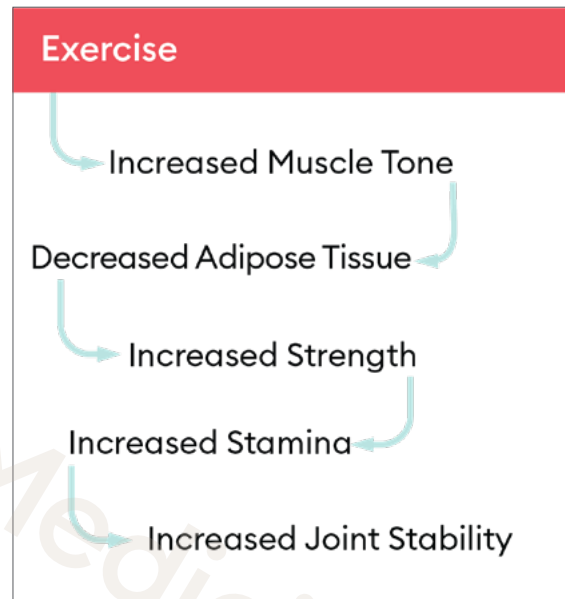 Exercise
Increased Muscle Tone
Decreased Adipose Tissue
Increased Strength
Increased Stamina
Increased Joint Stability